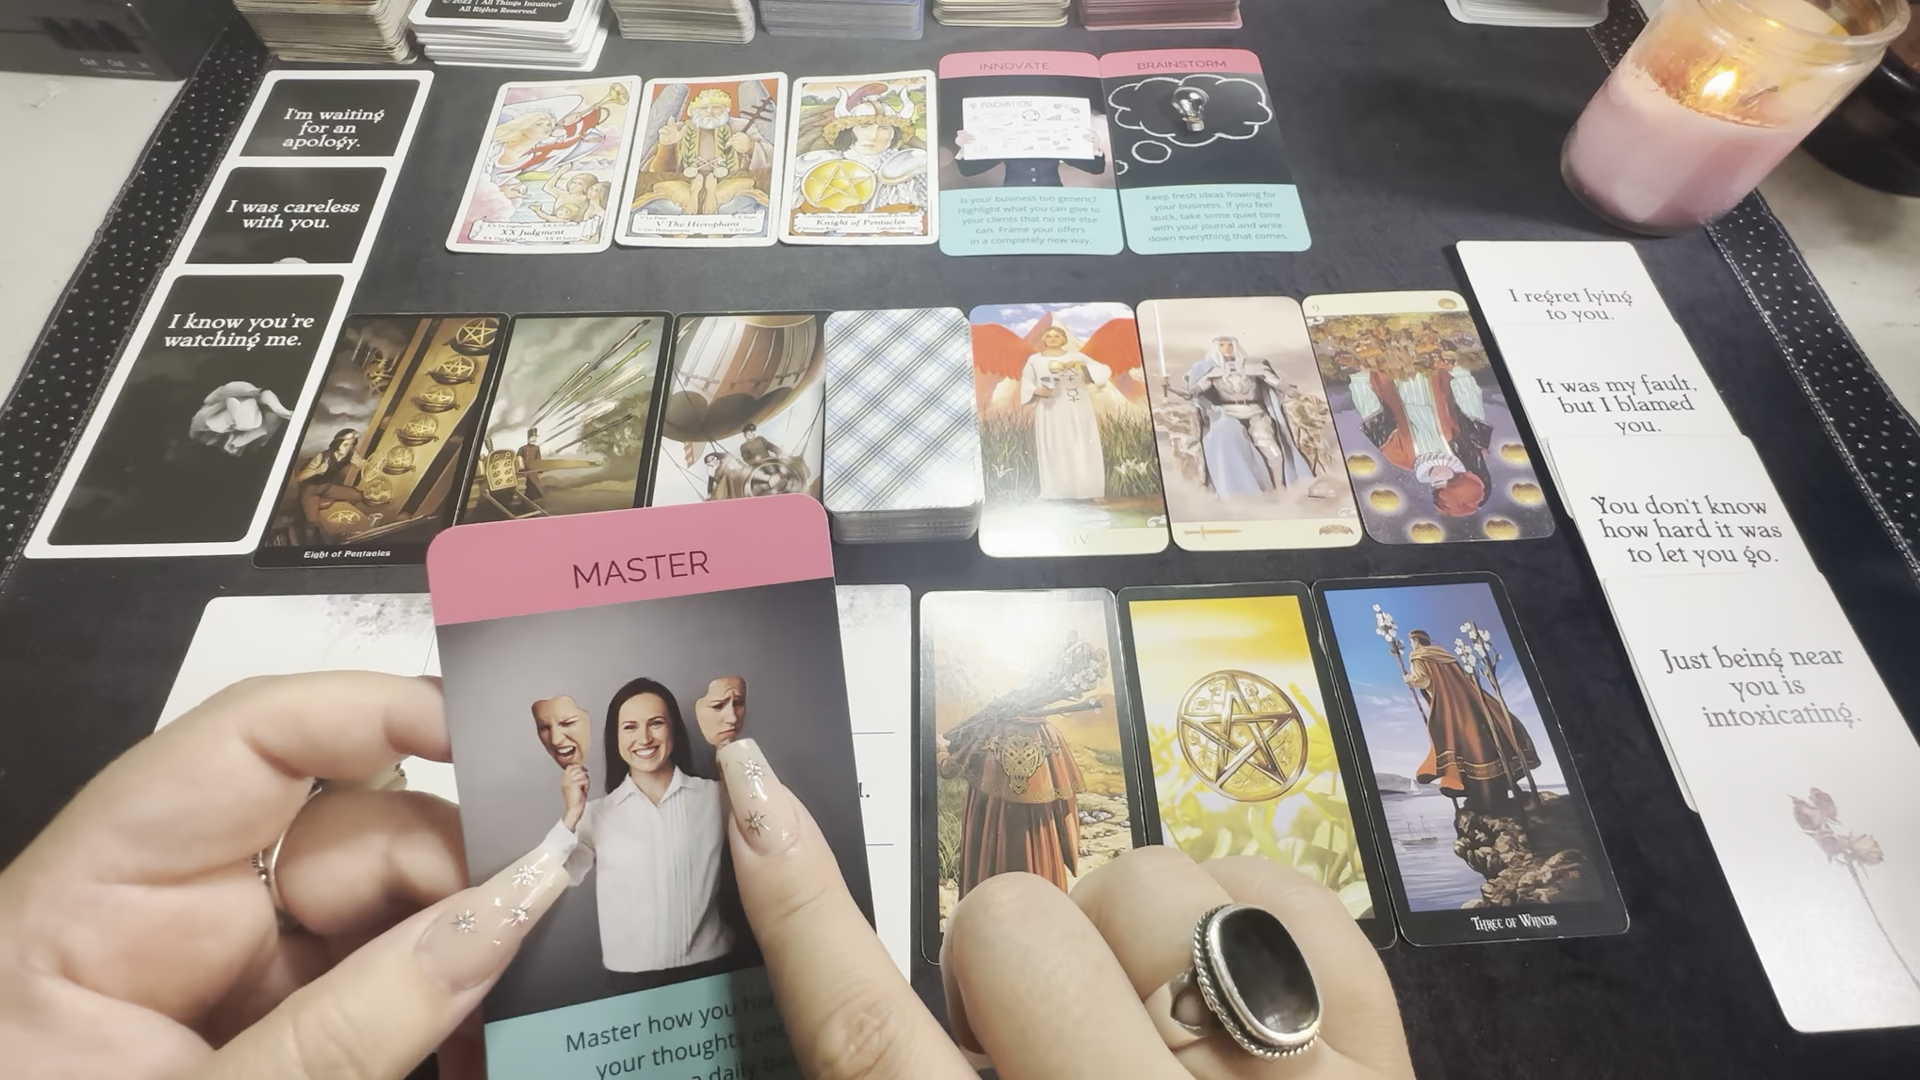 © 2022 | All Things Intuitive
All Rights Reserved.
I'm waiting
for an
apology.
I was careless
with you.
I know you're
watching me.
XX Judgment
V The Hierophant
Knight of Pentacles
INNOVATE
INNOVATION
Is your business too generic?
Highlight what you can give to
your clients that no one else
can. Frame your offers
in a completely new way.
BRAINSTORM
Keep fresh ideas flowing for
your business. If you feel
stuck, take some quiet time
with your journal and write
down everything that comes.
I regret lying
to you.
It was my fault,
but I blamed
you.
You don't know
how hard it was
to let you go.
Just being near
you is
intoxicating.
Eight of Pentacles
IV
9
MASTER
Master how you
your thoughts
a daily
Three of Wands